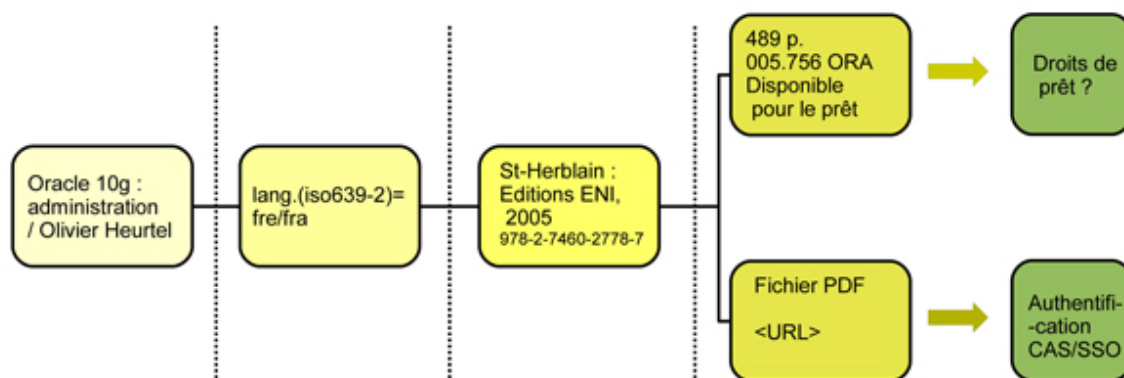 Oracle 10g :
administration
/ Olivier Heurtel
lang.(iso639-2)=
fre/fra
St-Herblain :
Editions ENI,
2005
978-2-7460-2778-7
489 p.
005.756 ORA
Disponible
pour le prêt
Droits de
prêt ?
Fichier PDF
<URL>
Authentifi-
-cation
CAS/SSO